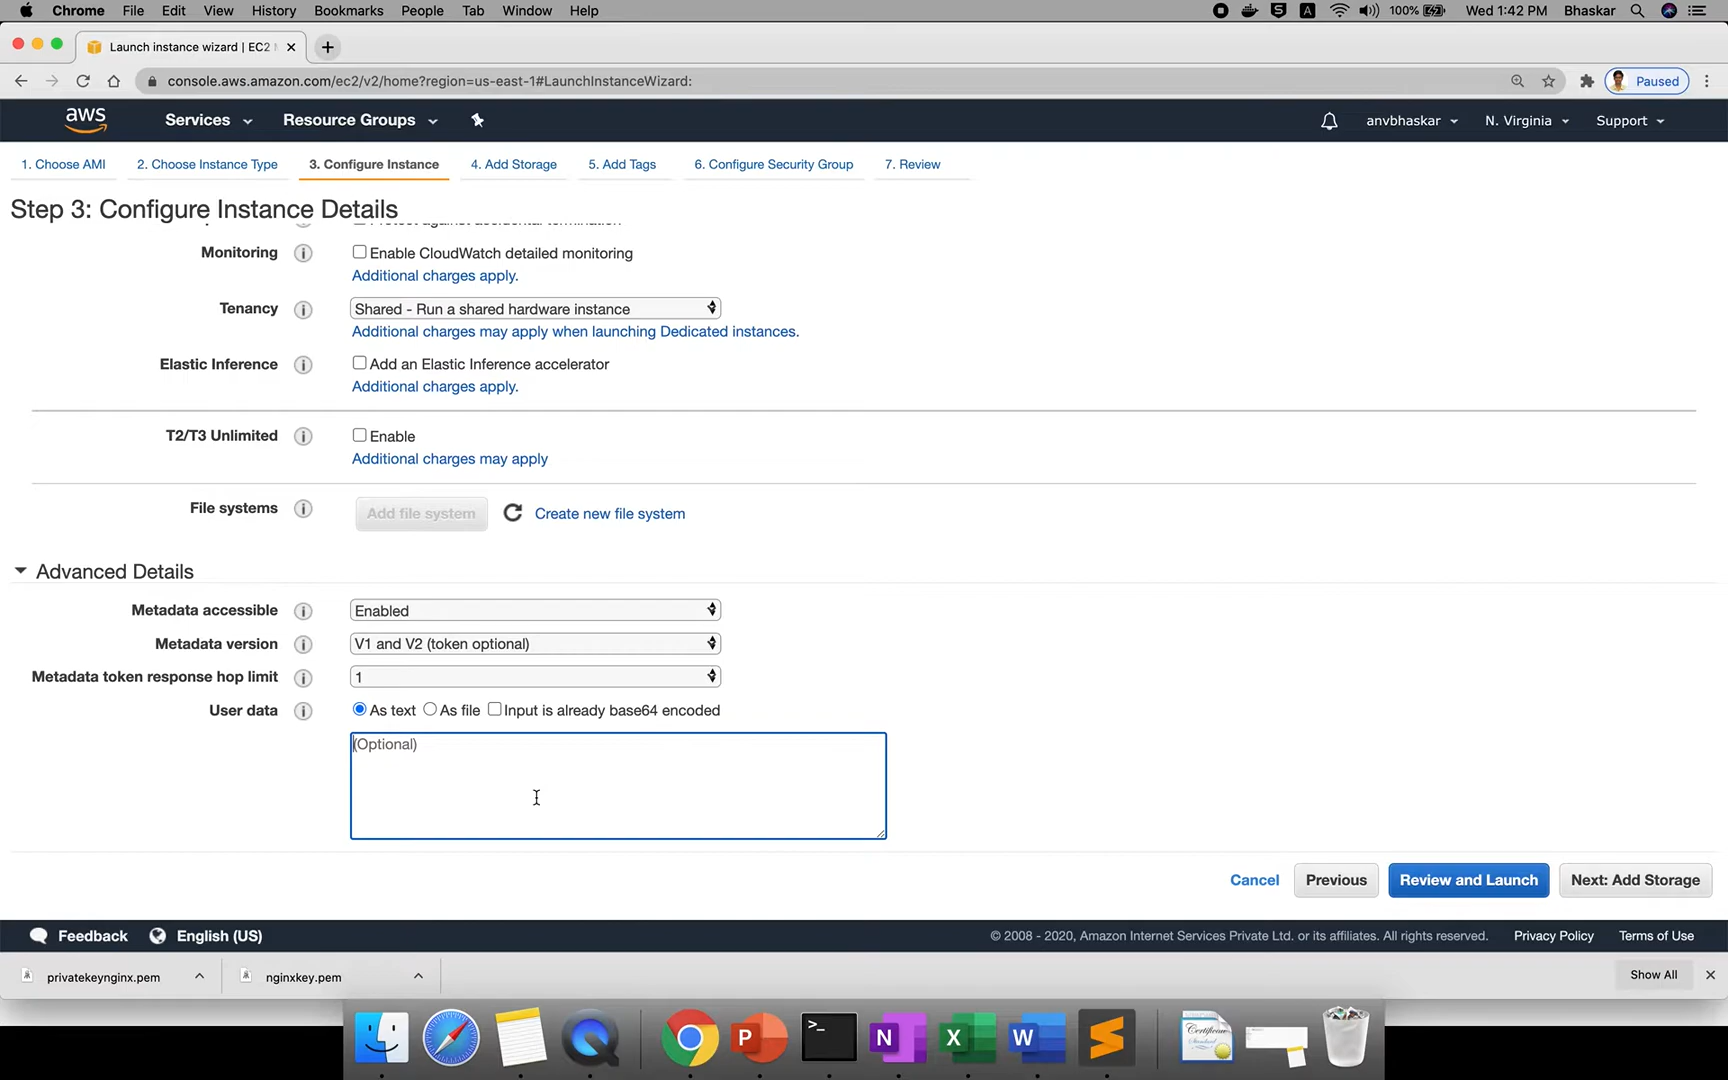 Chrome File Edit View History Bookmarks People Tab Window Help 100% Wed 1:42 PM Bhaskar
Launch instance wizard | EC2
console.aws.amazon.com/ec2/v2/home?region=us-east-1#LaunchInstanceWizard: Paused
aws Services Resource Groups anvbhaskar N. Virginia Support
1. Choose AMI 2. Choose Instance Type 3. Configure Instance 4. Add Storage 5. Add Tags 6. Configure Security Group 7. Review
Step 3: Configure Instance Details
Protect against accidental termination
Monitoring Enable CloudWatch detailed monitoring
Additional charges apply.
Tenancy Shared - Run a shared hardware instance
Additional charges may apply when launching Dedicated instances.
Elastic Inference Add an Elastic Inference accelerator
Additional charges apply.
T2/T3 Unlimited Enable
Additional charges may apply
File systems Add file system Create new file system
Advanced Details
Metadata accessible Enabled
Metadata version V1 and V2 (token optional)
Metadata token response hop limit 1
User data As text As file Input is already base64 encoded
(Optional)
Cancel Previous Review and Launch Next: Add Storage
Feedback English (US) © 2008 - 2020, Amazon Internet Services Private Ltd. or its affiliates. All rights reserved. Privacy Policy Terms of Use
privatekeynginx.pem nginxkey.pem Show All